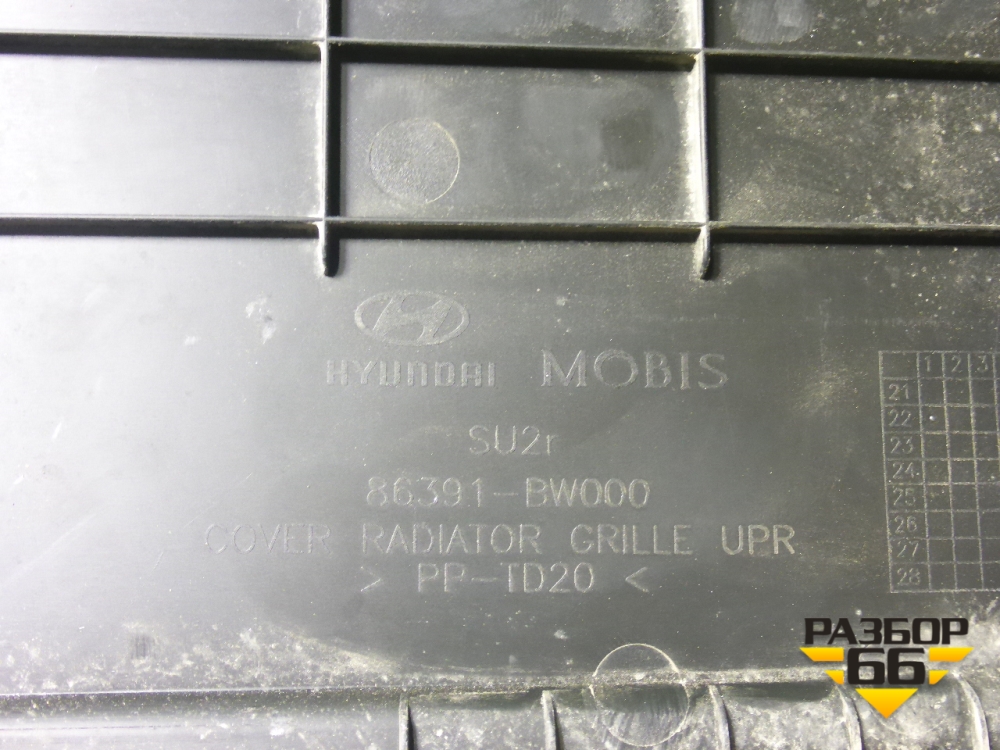 HYUNDAI MOBIS
SU2r
86391-BW000
COVER RADIATOR GRILLE UPR
> PP-TD20 <
1 2 3
21
22
23
24
25
26
27
28
РАЗБОР
66